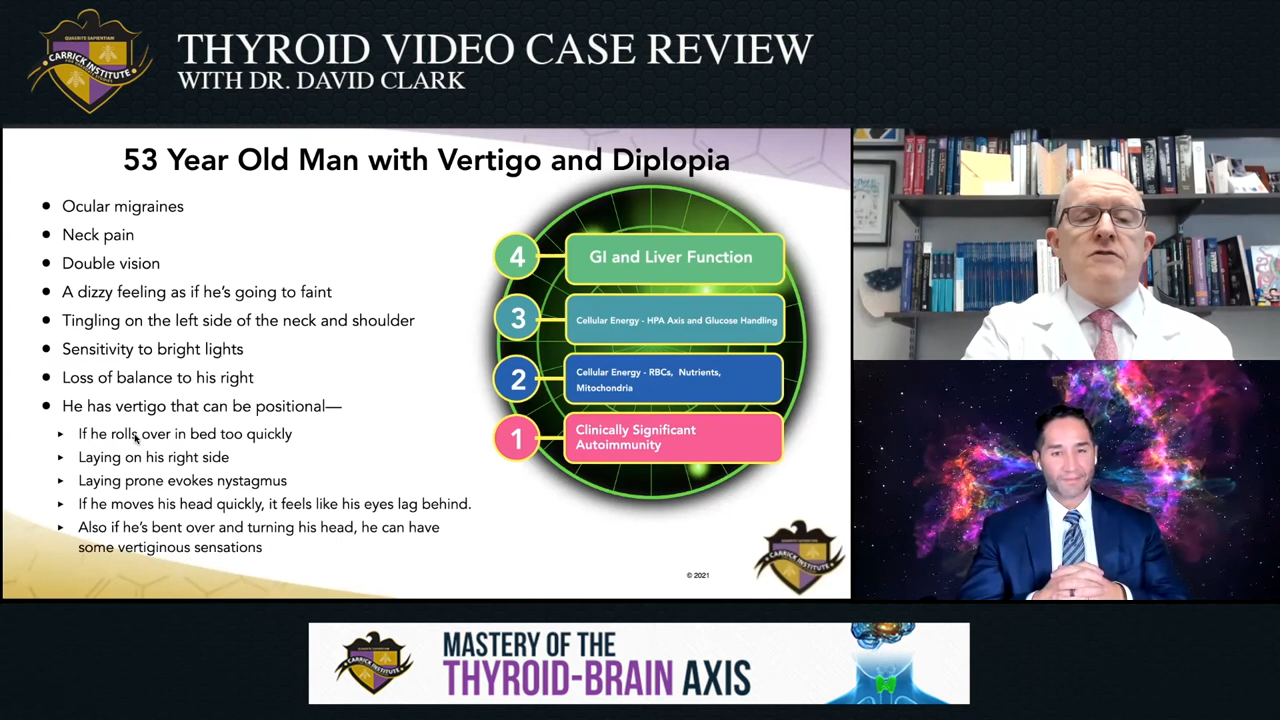 QUAERITE SAPIENTIAM
CARRICK INSTITUTE
THYROID VIDEO CASE REVIEW
WITH DR. DAVID CLARK
53 Year Old Man with Vertigo and Diplopia
• Ocular migraines
• Neck pain
• Double vision
• A dizzy feeling as if he's going to faint
• Tingling on the left side of the neck and shoulder
• Sensitivity to bright lights
• Loss of balance to his right
• He has vertigo that can be positional—
▸ If he rolls over in bed too quickly
▸ Laying on his right side
▸ Laying prone evokes nystagmus
▸ If he moves his head quickly, it feels like his eyes lag behind.
▸ Also if he's bent over and turning his head, he can have
some vertiginous sensations
4
GI and Liver Function
3
Cellular Energy - HPA Axis and Glucose Handling
2
Cellular Energy - RBCs, Nutrients,
Mitochondria
1
Clinically Significant
Autoimmunity
© 2021
CARRICK INSTITUTE
CARRICK INSTITUTE
MASTERY OF THE
THYROID-BRAIN AXIS